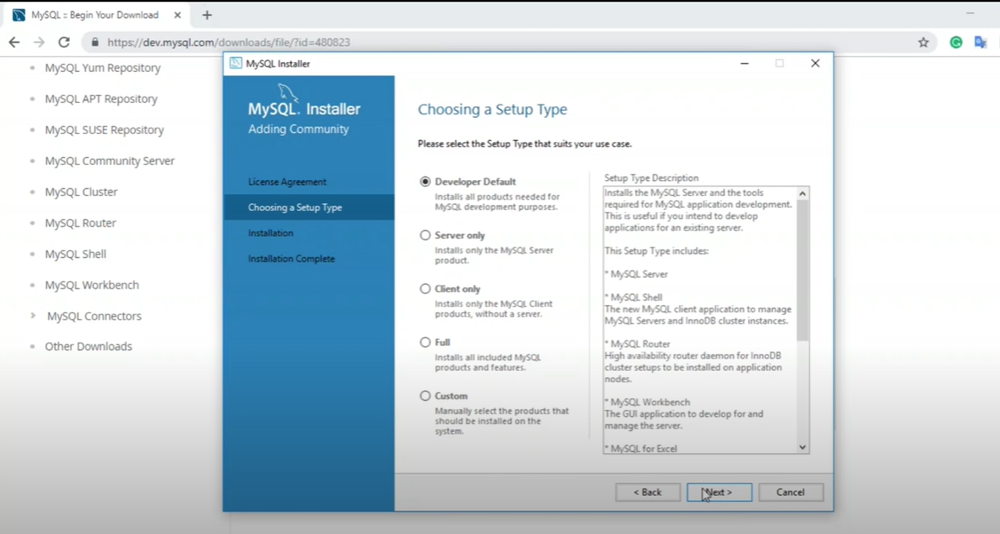 MySQL :: Begin Your Download
https://dev.mysql.com/downloads/file/?id=480823
MySQL Yum Repository
MySQL APT Repository
MySQL SUSE Repository
MySQL Community Server
MySQL Cluster
MySQL Router
MySQL Shell
MySQL Workbench
MySQL Connectors
Other Downloads
MySQL Installer
MySQL. Installer
Adding Community
License Agreement
Choosing a Setup Type
Installation
Installation Complete
Choosing a Setup Type
Please select the Setup Type that suits your use case.
Developer Default
Installs all products needed for
MySQL development purposes.
Server only
Installs only the MySQL Server
product.
Client only
Installs only the MySQL Client
products, without a server.
Full
Installs all included MySQL
products and features.
Custom
Manually select the products that
should be installed on the
system.
Setup Type Description
Installs the MySQL Server and the tools
required for MySQL application development.
This is useful if you intend to develop
applications for an existing server.
This Setup Type includes:
* MySQL Server
* MySQL Shell
The new MySQL client application to manage
MySQL Servers and InnoDB cluster instances.
* MySQL Router
High availability router daemon for InnoDB
cluster setups to be installed on application
nodes.
* MySQL Workbench
The GUI application to develop for and
manage the server.
* MySQL for Excel
< Back
Next >
Cancel